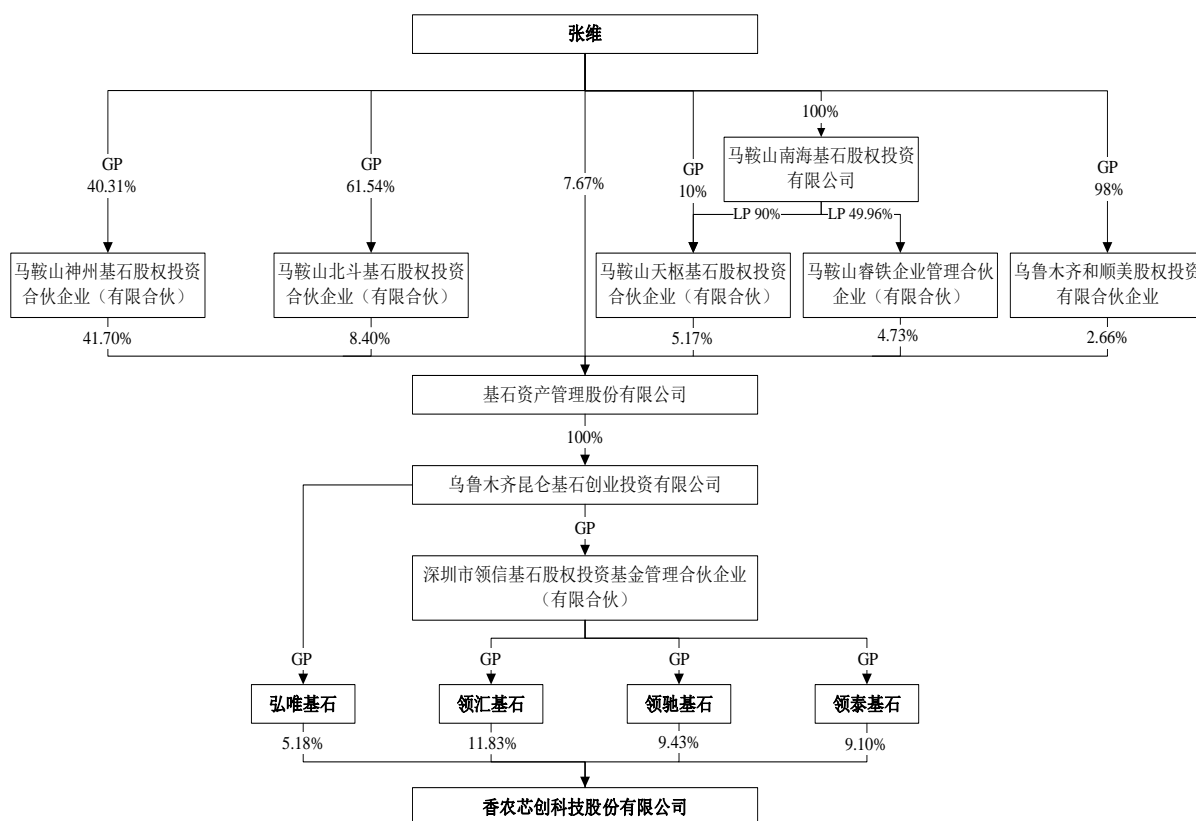 张维
100%
GP
40.31%
GP
61.54%
7.67%
GP
10%
马鞍山南海基石股权投资
有限公司
GP
98%
LP 90%
LP 49.96%
马鞍山神州基石股权投资
合伙企业（有限合伙）
马鞍山北斗基石股权投资
合伙企业（有限合伙）
马鞍山天枢基石股权投资
合伙企业（有限合伙）
马鞍山睿铁企业管理合伙
企业（有限合伙）
乌鲁木齐和顺美股权投资
有限合伙企业
41.70%
8.40%
5.17%
4.73%
2.66%
基石资产管理股份有限公司
100%
乌鲁木齐昆仑基石创业投资有限公司
GP
深圳市领信基石股权投资基金管理合伙企业
（有限合伙）
GP
GP
GP
GP
弘唯基石
领汇基石
领驰基石
领泰基石
5.18%
11.83%
9.43%
9.10%
香农芯创科技股份有限公司